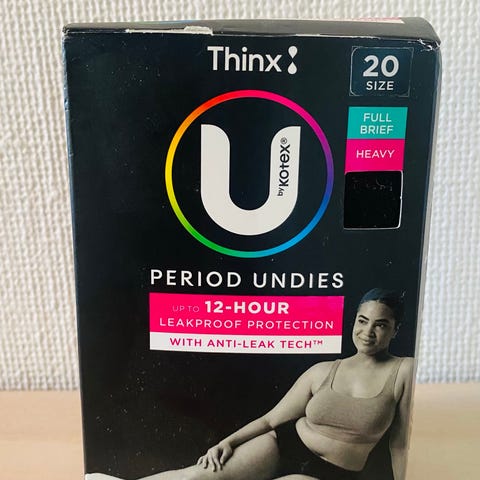 Thinx
20
SIZE
FULL
BRIEF
HEAVY
U
by Kotex®
PERIOD UNDIES
UP TO 12-HOUR
LEAKPROOF PROTECTION
WITH ANTI-LEAK TECH™